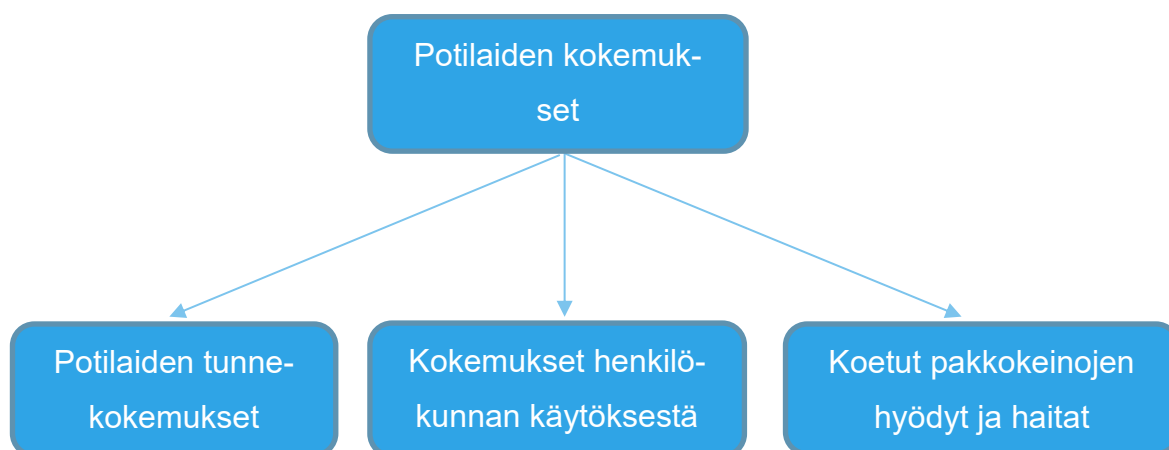 Potilaiden kokemuk-
set
Potilaiden tunne-
kokemukset
Kokemukset henkilö-
kunnan käytöksestä
Koetut pakkokeinojen
hyödyt ja haitat